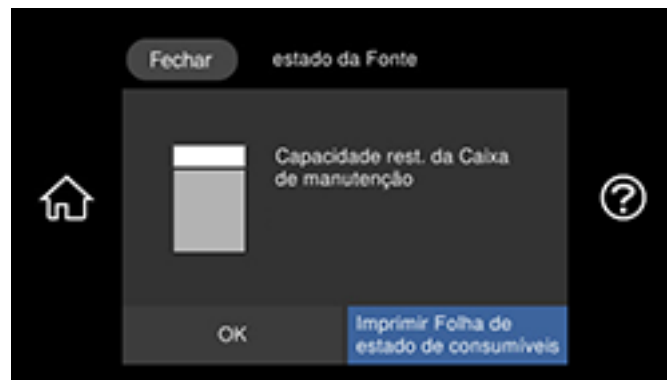 Fechar estado da Fonte
Capacidade rest. da Caixa
de manutenção
OK
Imprimir Folha de
estado de consumíveis